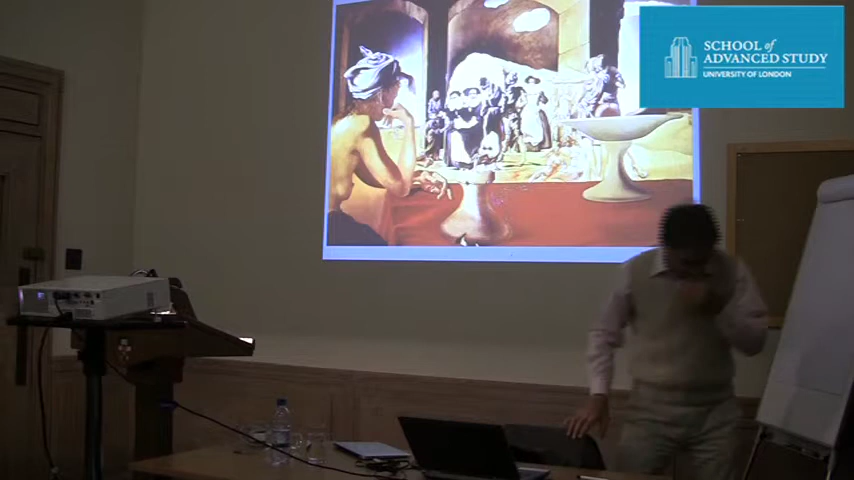 SCHOOL of
ADVANCED STUDY
UNIVERSITY OF LONDON